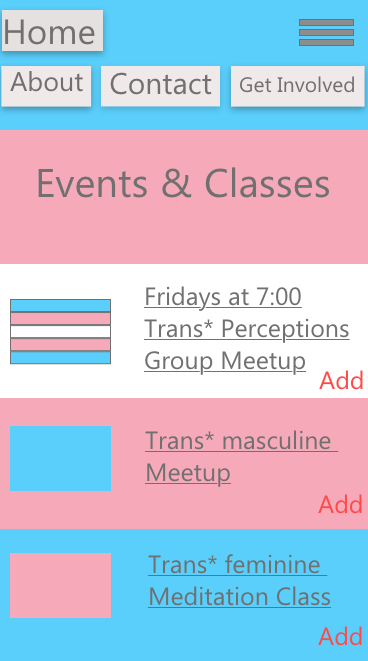 Home
About Contact Get Involved
Events & Classes
Fridays at 7:00
Trans* Perceptions
Group Meetup
Add
Trans* masculine
Meetup
Add
Trans* feminine
Meditation Class
Add